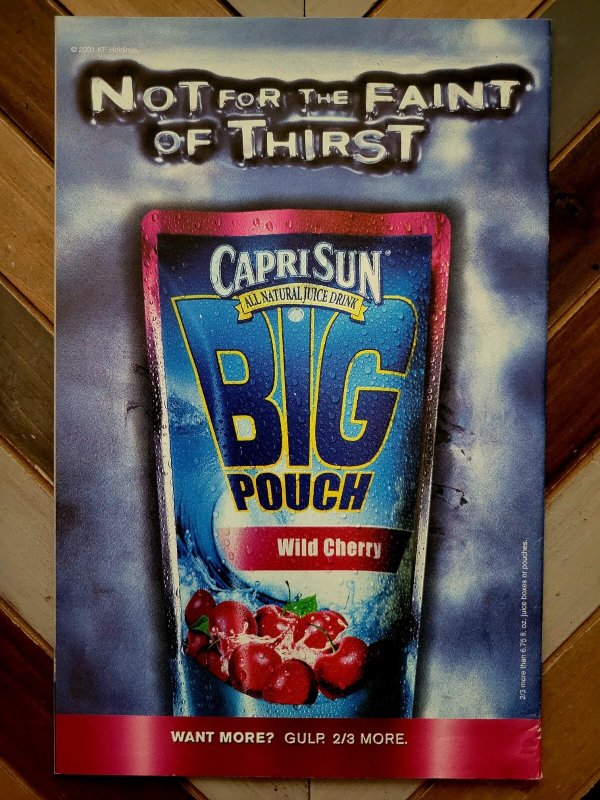 © 2001 KF Holdings
NOT FOR THE FAINT
OF THIRST
CAPRI SUN®
ALL NATURAL JUICE DRINK
BIG
POUCH
Wild Cherry
2/3 more than 6.75 fl. oz. juice boxes or pouches.
WANT MORE? GULP. 2/3 MORE.